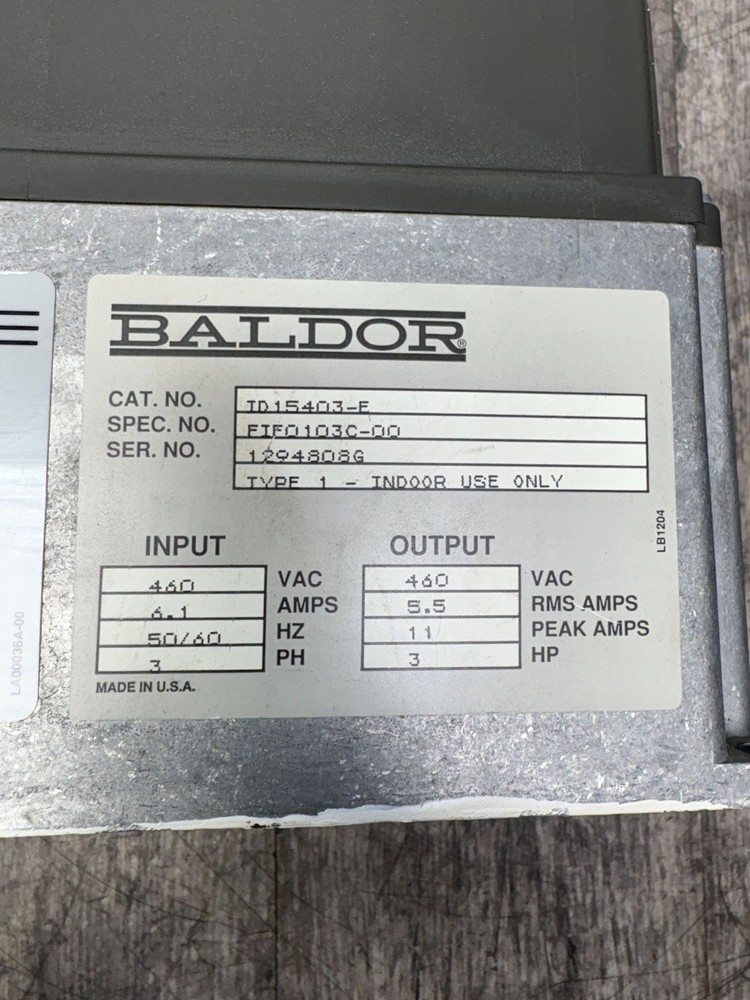 BALDOR®
CAT. NO. ID15403-E
SPEC. NO. FIF0103C-00
SER. NO. 1294808G
TYPE 1 - INDOOR USE ONLY
LB1204
INPUT
460 VAC
6.1 AMPS
50/60 HZ
3 PH
OUTPUT
460 VAC
5.5 RMS AMPS
11 PEAK AMPS
3 HP
MADE IN U.S.A.
LA00036A-00